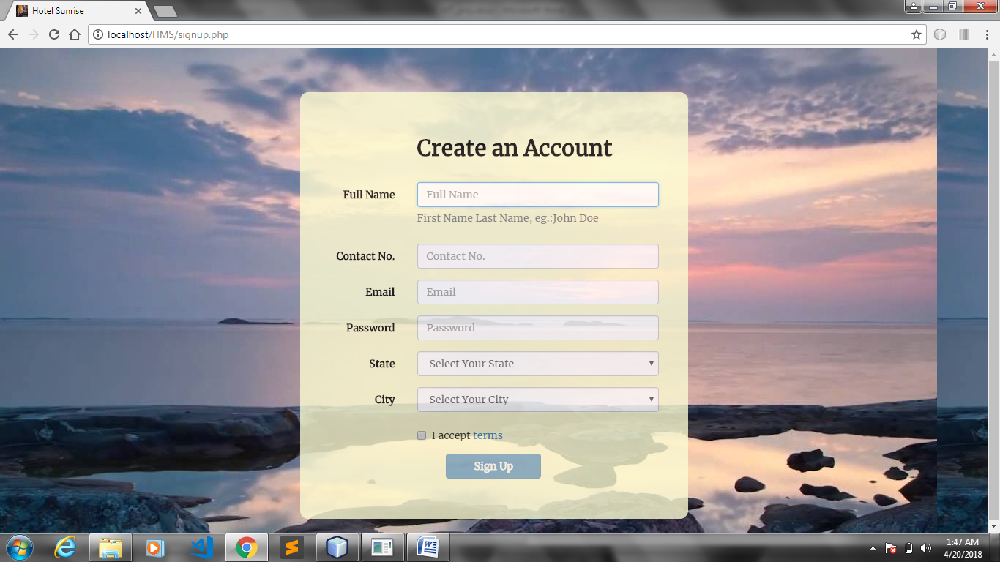 Hotel Sunrise
localhost/HMS/signup.php
Create an Account
Full Name Full Name
First Name Last Name, eg.:John Doe
Contact No. Contact No.
Email Email
Password Password
State Select Your State
City Select Your City
I accept terms
Sign Up
1:47 AM
4/20/2018